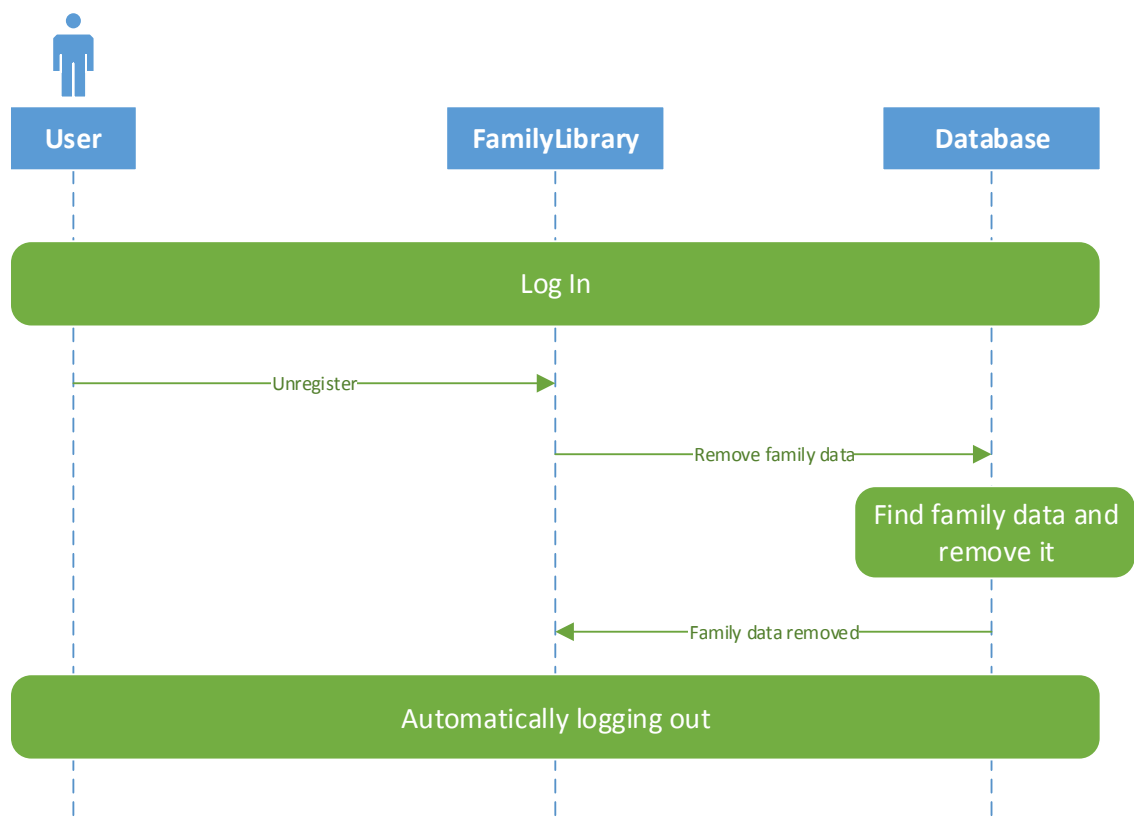 User
FamilyLibrary
Database
Log In
Unregister
Remove family data
Find family data and
remove it
Family data removed
Automatically logging out